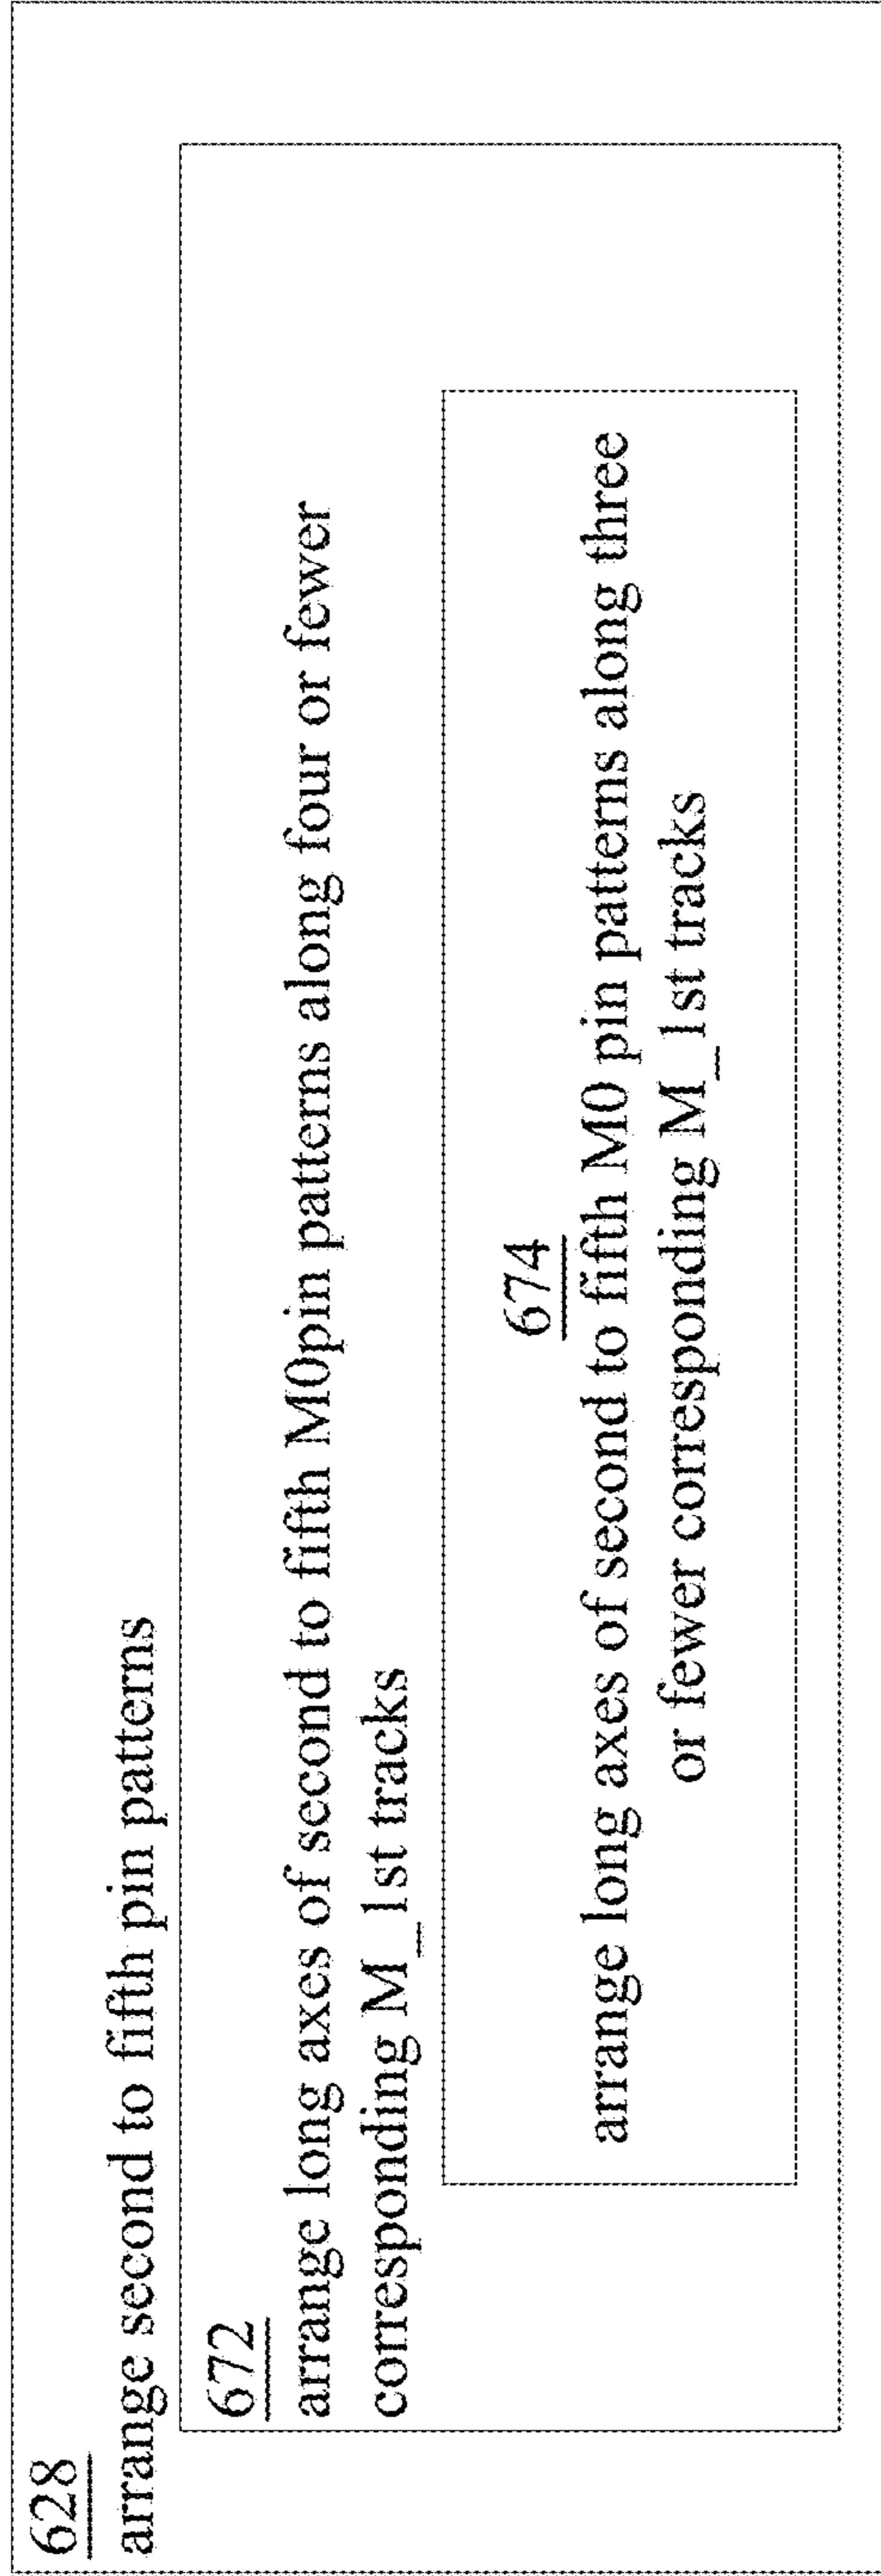 628
arrange second to fifth pin patterns
672
arrange long axes of second to fifth M0pin patterns along four or fewer
corresponding M_1st tracks
674
arrange long axes of second to fifth M0 pin patterns along three
or fewer corresponding M_1st tracks